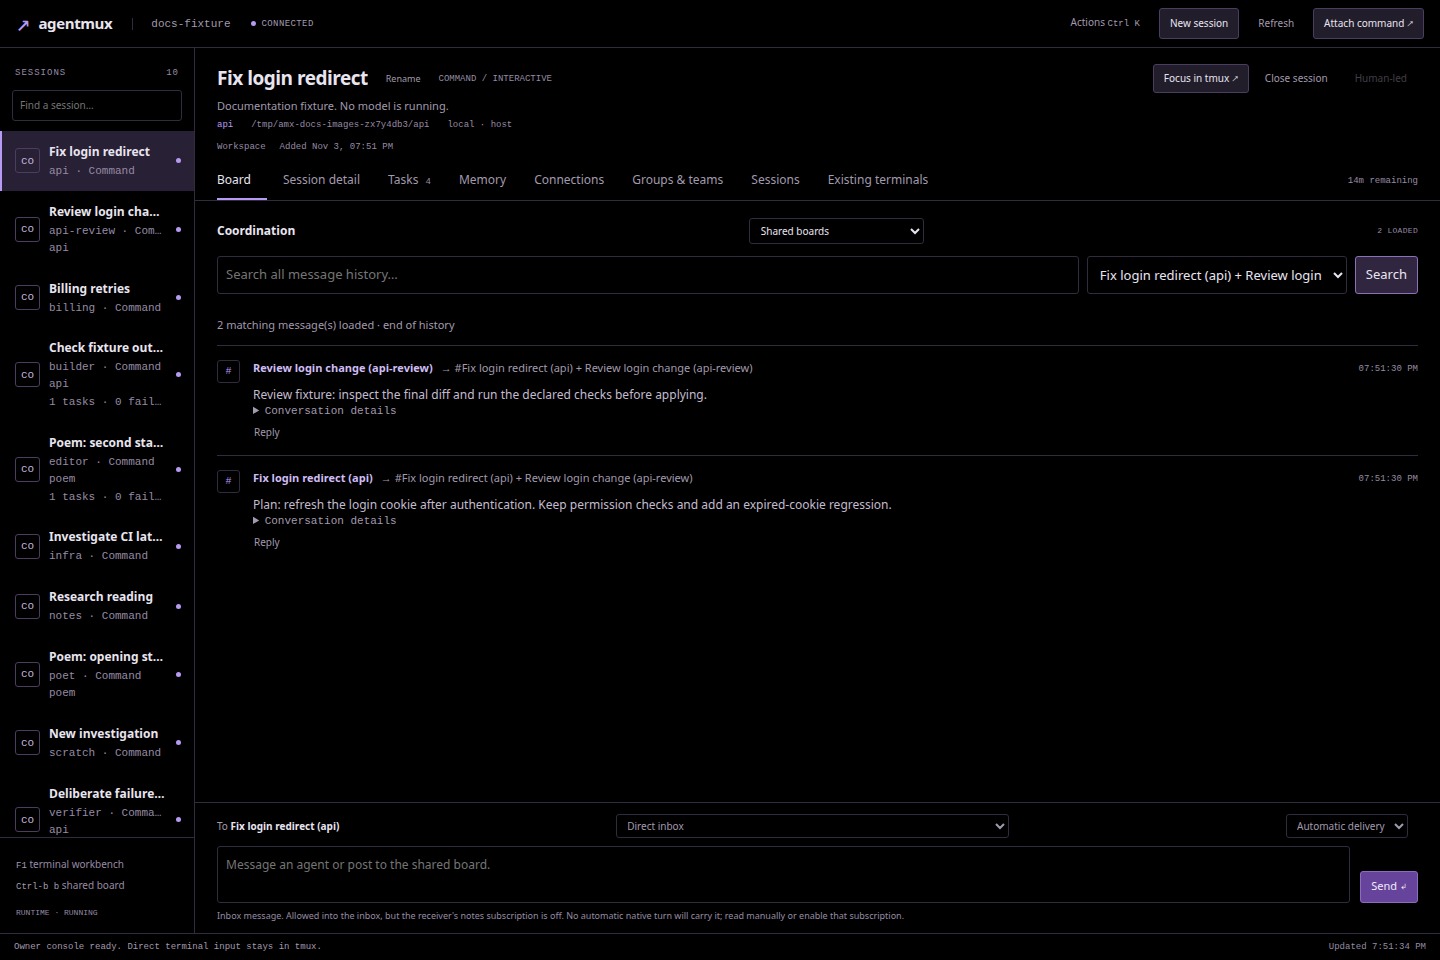 ↗ agentmux docs-fixture CONNECTED Actions Ctrl K New session Refresh Attach command ↗
SESSIONS 10
Find a session...
co Fix login redirect
api · Command
co Review login cha...
api-review · Com…
api
co Billing retries
billing · Command
co Check fixture out...
builder · Command
api
1 tasks · 0 fail…
co Poem: second sta...
editor · Command
poem
1 tasks · 0 fail…
co Investigate CI lat...
infra · Command
co Research reading
notes · Command
co Poem: opening st...
poet · Command
poem
co New investigation
scratch · Command
co Deliberate failure...
verifier · Comma…
api
F1 terminal workbench
Ctrl-b b shared board
RUNTIME · RUNNING
Fix login redirect Rename COMMAND / INTERACTIVE Focus in tmux ↗ Close session Human-led
Documentation fixture. No model is running.
api /tmp/amx-docs-images-zx7y4db3/api local · host
Workspace Added Nov 3, 07:51 PM
Board Session detail Tasks 4 Memory Connections Groups & teams Sessions Existing terminals 14m remaining
Coordination Shared boards 2 LOADED
Search all message history... Fix login redirect (api) + Review login Search
2 matching message(s) loaded · end of history
# Review login change (api-review) → #Fix login redirect (api) + Review login change (api-review) 07:51:30 PM
Review fixture: inspect the final diff and run the declared checks before applying.
▶ Conversation details
Reply
# Fix login redirect (api) → #Fix login redirect (api) + Review login change (api-review) 07:51:30 PM
Plan: refresh the login cookie after authentication. Keep permission checks and add an expired-cookie regression.
▶ Conversation details
Reply
To Fix login redirect (api) Direct inbox Automatic delivery
Message an agent or post to the shared board.
Send ↲
Inbox message. Allowed into the inbox, but the receiver's notes subscription is off. No automatic native turn will carry it; read manually or enable that subscription.
Owner console ready. Direct terminal input stays in tmux. Updated 7:51:34 PM